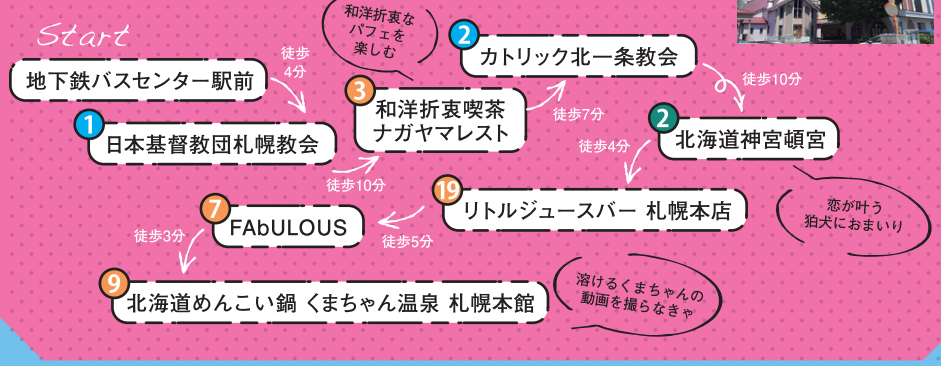 Start
地下鉄バスセンター駅前
徒歩
4分
1
日本基督教団札幌教会
徒歩10分
和洋折衷な
パフェを
楽しむ
3
和洋折衷喫茶
ナガヤマレスト
徒歩7分
2
カトリック北一条教会
徒歩10分
2
北海道神宮頓宮
恋が叶う
狛犬におまいり
徒歩4分
19
リトルジュースバー 札幌本店
徒歩5分
7
FAbULOUS
徒歩3分
9
北海道めんこい鍋 くまちゃん温泉 札幌本館
溶けるくまちゃんの
動画を撮らなきゃ